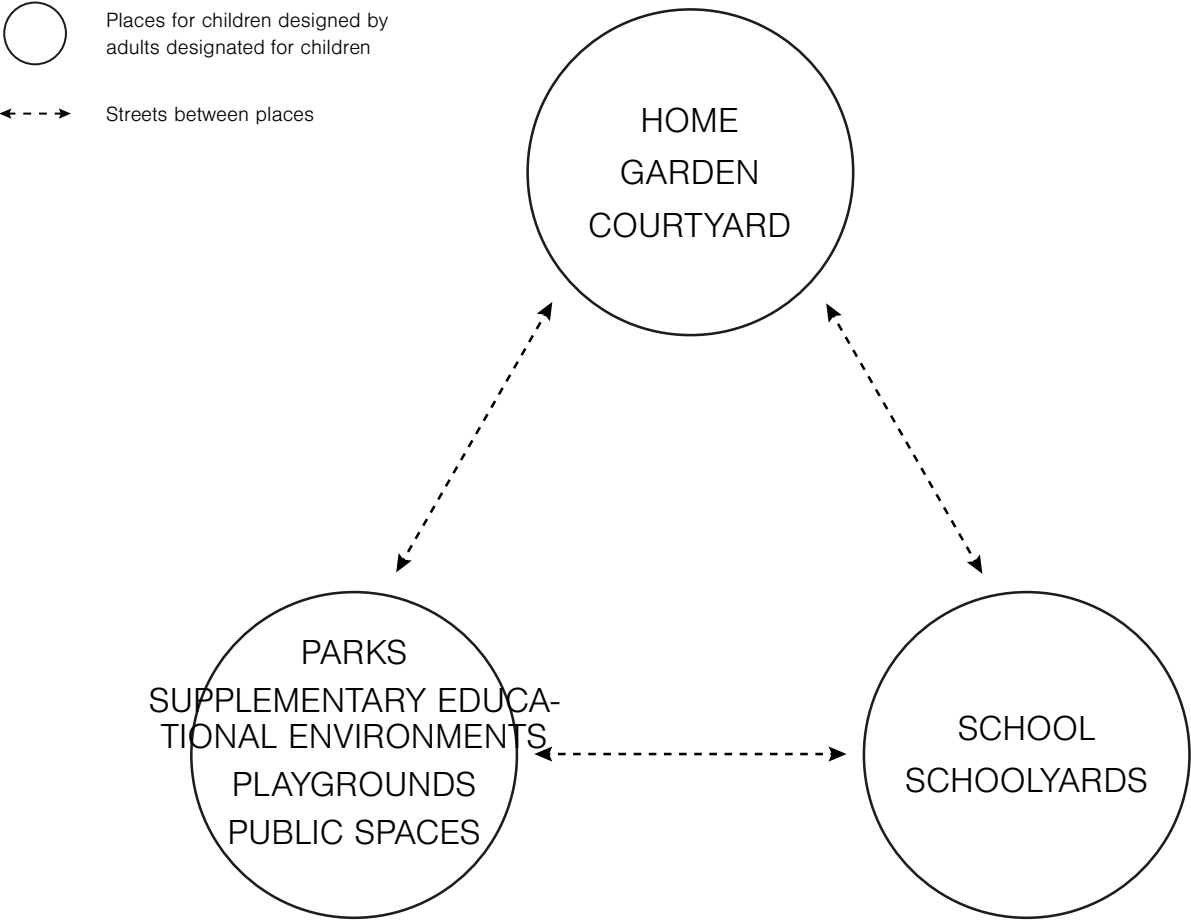 Places for children designed by
adults designated for children
Streets between places
HOME
GARDEN
COURTYARD
PARKS
SUPPLEMENTARY EDUCA-
TIONAL ENVIRONMENTS
PLAYGROUNDS
PUBLIC SPACES
SCHOOL
SCHOOLYARDS